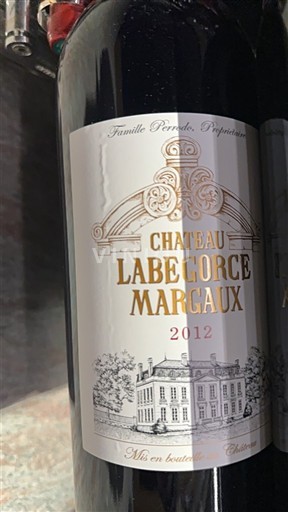 Famille Perrodo, Propriétaire
CHATEAU
LABEGORCE
MARGAUX
2012
Mis en bouteille au Château